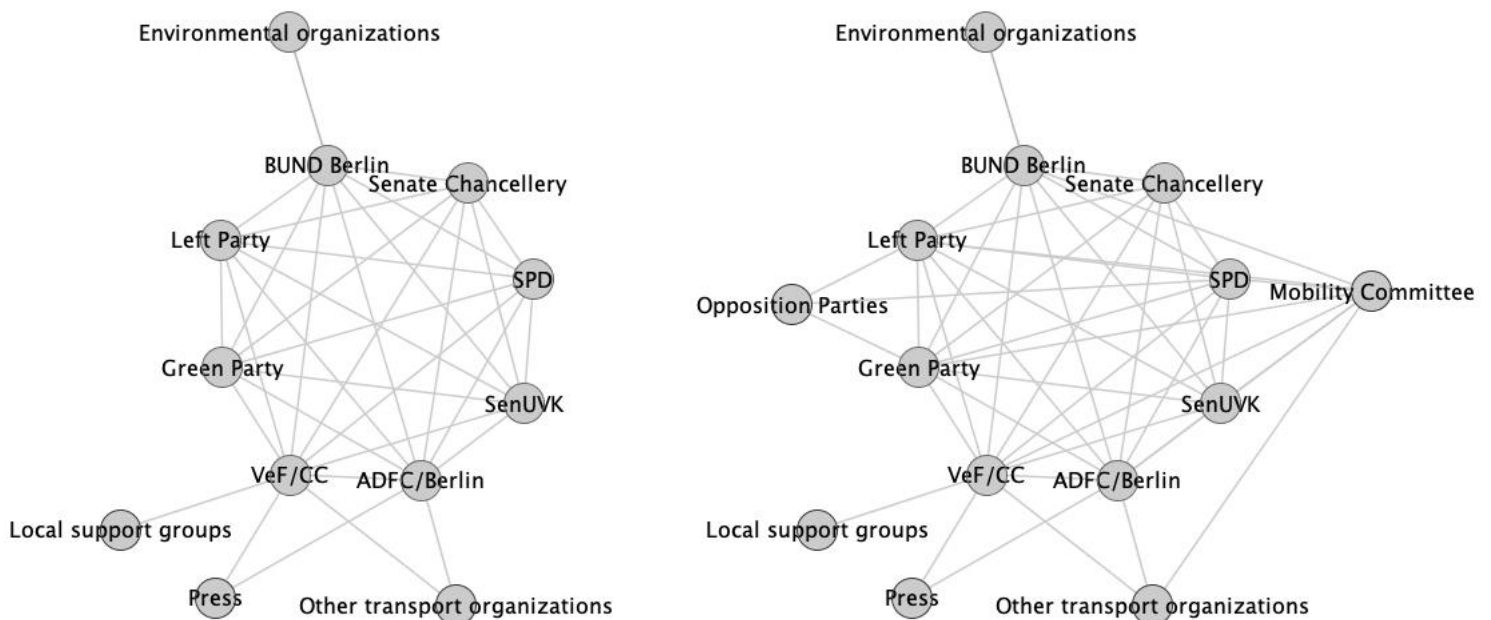 Environmental organizations
BUND Berlin
Senate Chancellery
Left Party
SPD
Green Party
SenUVK
VeF/CC
ADFC/Berlin
Local support groups
Press
Other transport organizations
Environmental organizations
BUND Berlin
Senate Chancellery
Left Party
SPD
Mobility Committee
Opposition Parties
Green Party
SenUVK
VeF/CC
ADFC/Berlin
Local support groups
Press
Other transport organizations